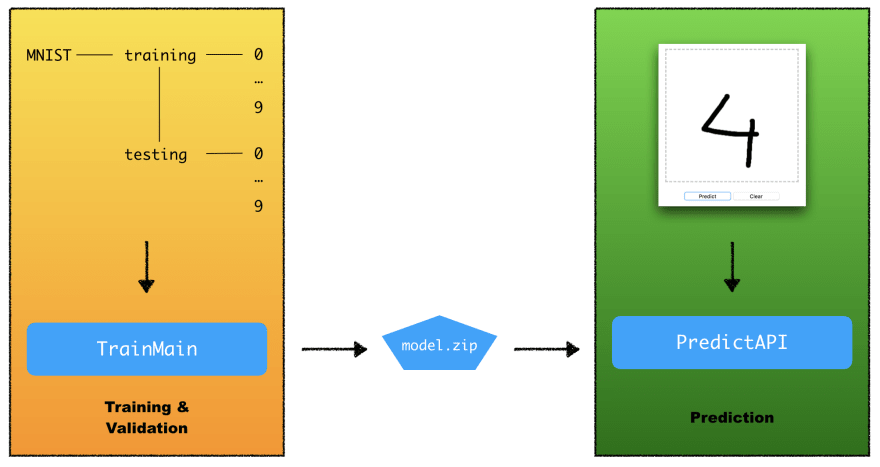 MNIST training 0
…
9
testing 0
…
9
TrainMain
Training &
Validation
model.zip
4
Predict Clear
PredictAPI
Prediction